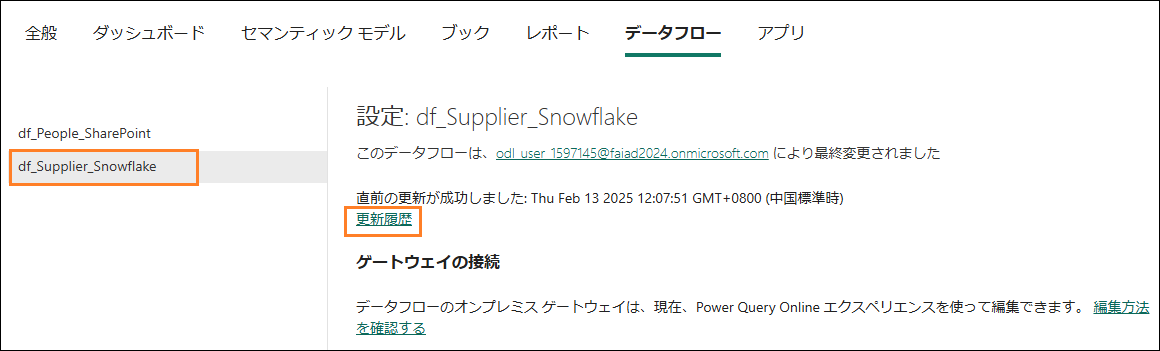 全般 ダッシュボード セマンティック モデル ブック レポート データフロー アプリ
df_People_SharePoint
df_Supplier_Snowflake
設定: df_Supplier_Snowflake
このデータフローは、odl_user_1597145@faiad2024.onmicrosoft.com により最終変更されました
直前の更新が成功しました: Thu Feb 13 2025 12:07:51 GMT+0800 (中国標準時)
更新履歴
ゲートウェイの接続
データフローのオンプレミス ゲートウェイは、現在、Power Query Online エクスペリエンスを使って編集できます。 編集方法
を確認する